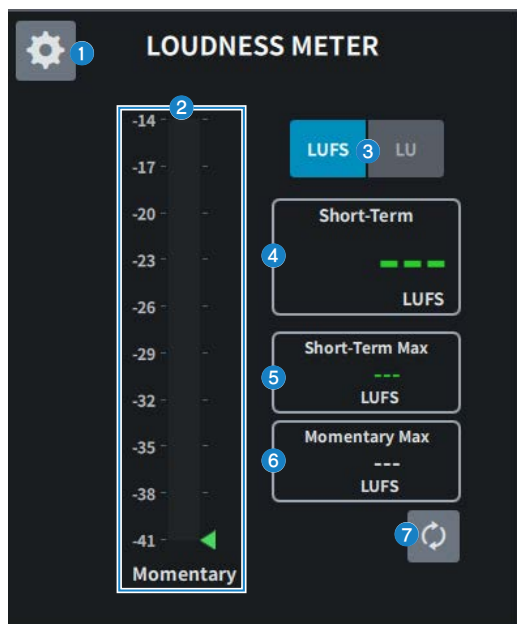 1
LOUDNESS METER
2
-14
-17
-20
-23
-26
-29
-32
-35
-38
-41
Momentary
LUFS 3 LU
4
Short-Term
---
LUFS
5
Short-Term Max
---
LUFS
6
Momentary Max
---
LUFS
7